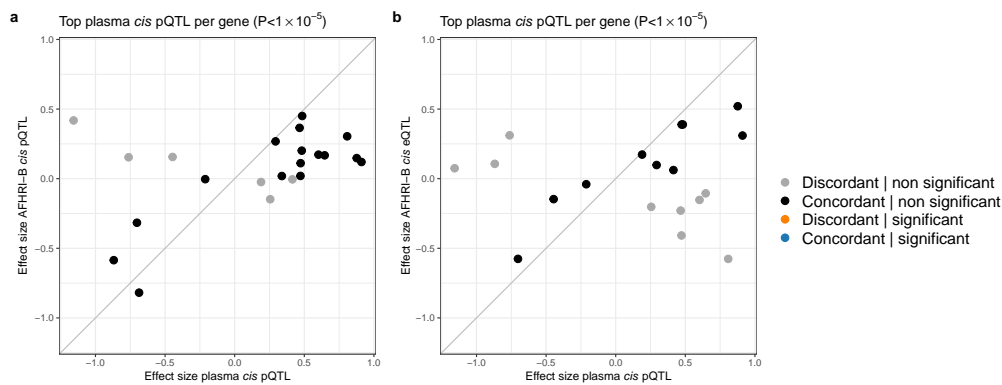 a
Top plasma cis pQTL per gene (P<1×10⁻⁵)
Effect size AFHRI−B cis pQTL
1.0
0.5
0.0
−0.5
−1.0
−1.0 −0.5 0.0 0.5 1.0
Effect size plasma cis pQTL
b
Top plasma cis pQTL per gene (P<1×10⁻⁵)
Effect size AFHRI−B cis eQTL
1.0
0.5
0.0
−0.5
−1.0
−1.0 −0.5 0.0 0.5 1.0
Effect size plasma cis pQTL
Discordant | non significant
Concordant | non significant
Discordant | significant
Concordant | significant